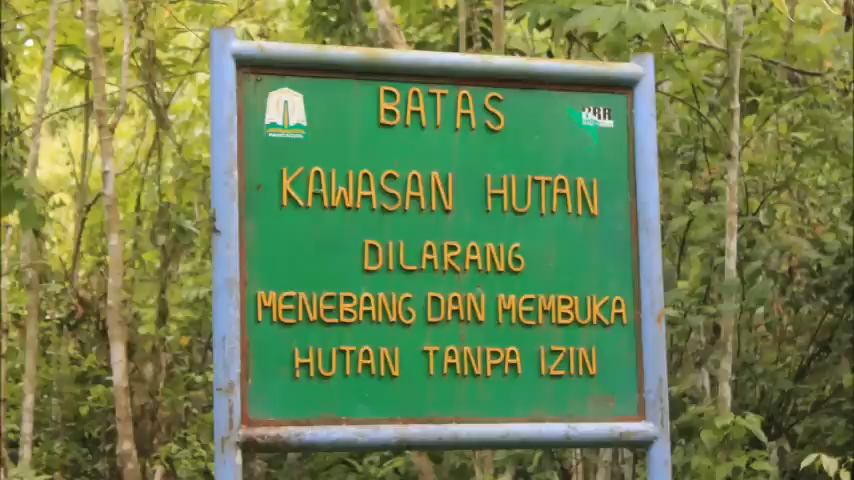 BATAS
KAWASAN HUTAN
DILARANG
MENEBANG DAN MEMBUKA
HUTAN TANPA IZIN